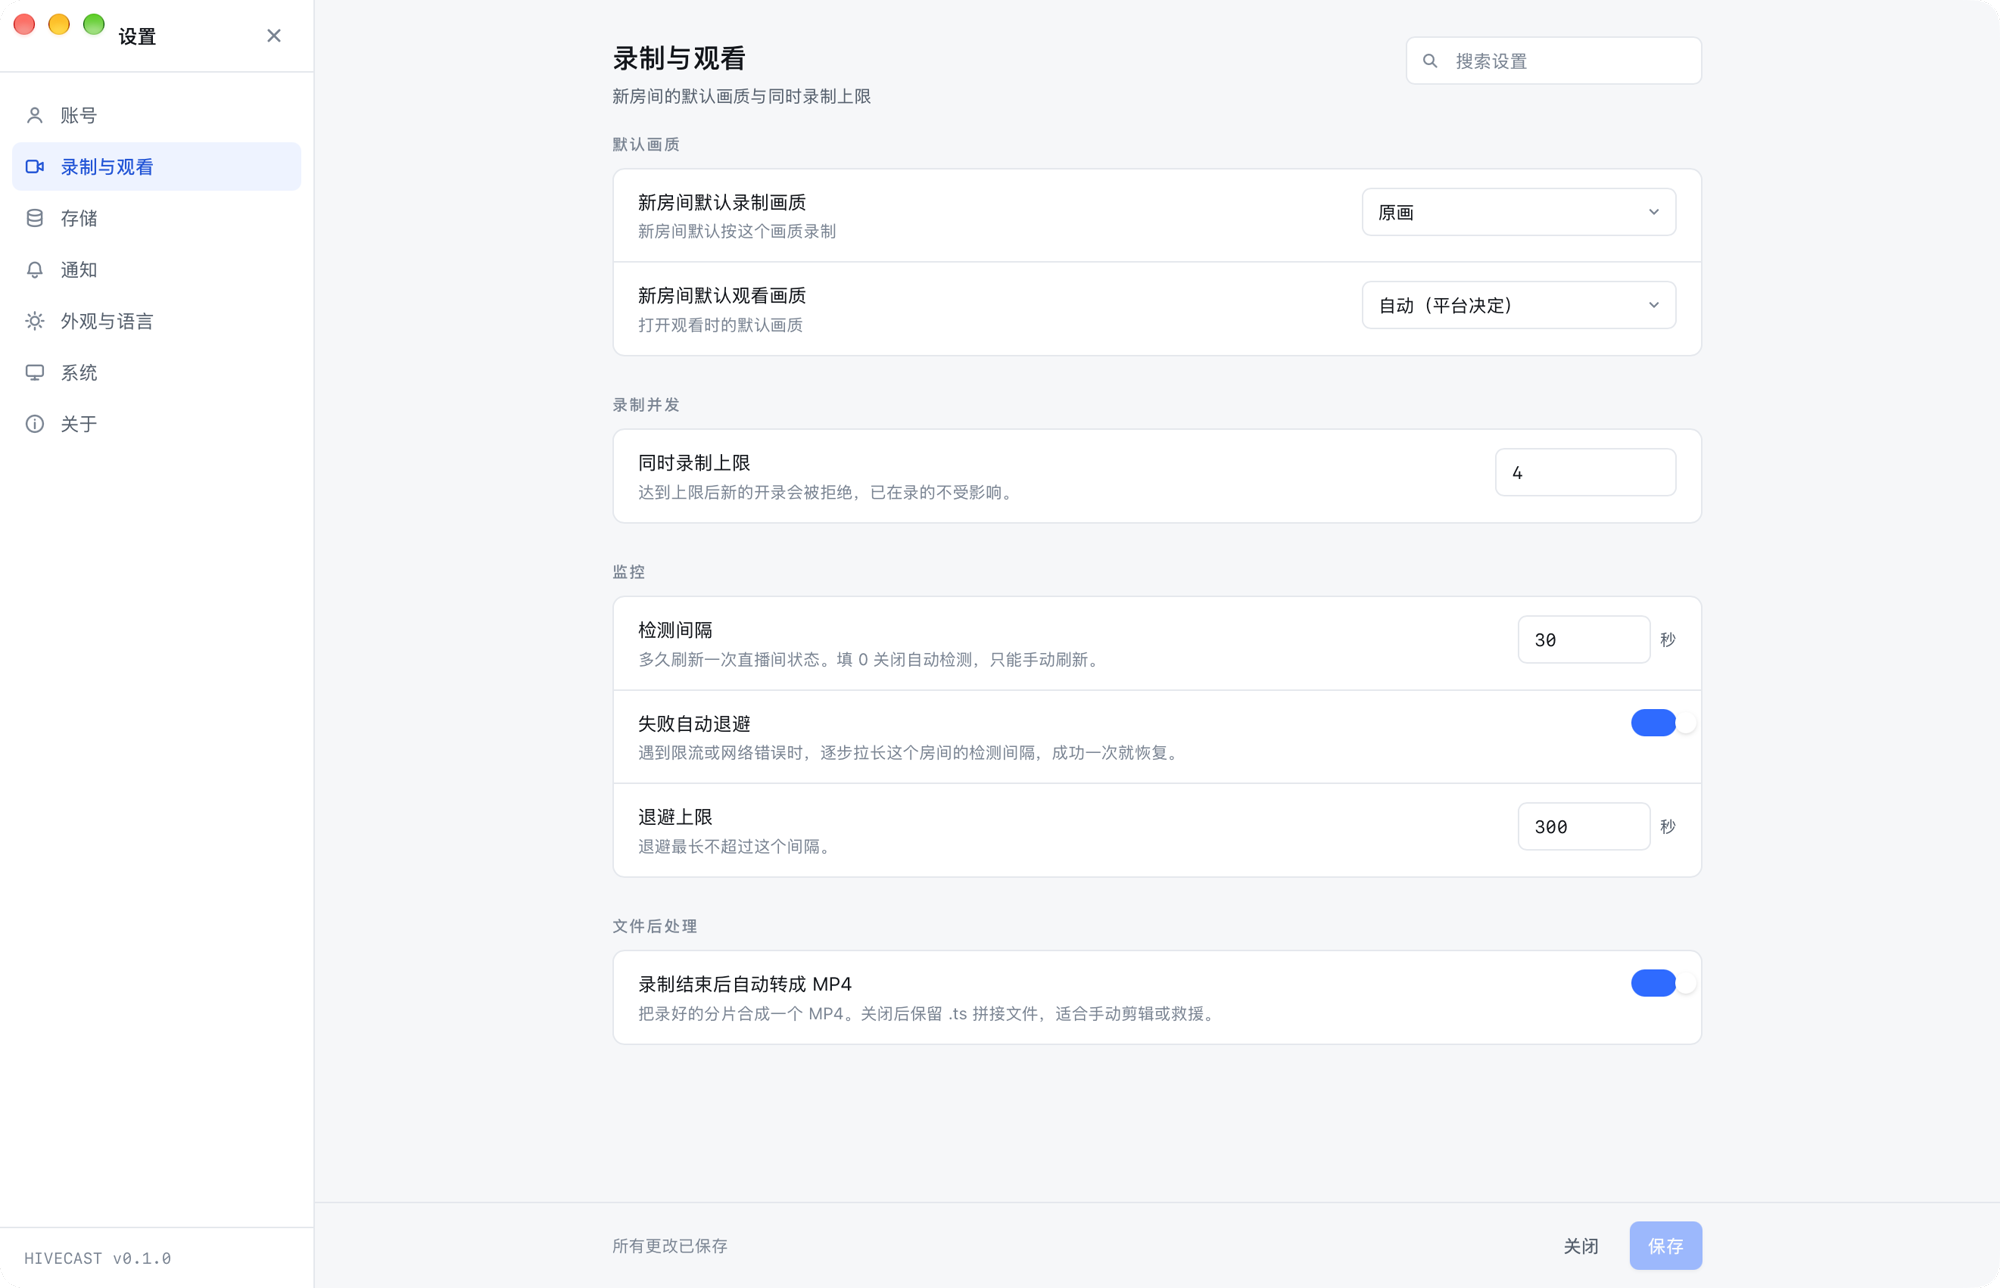 设置
账号
录制与观看
存储
通知
外观与语言
系统
关于
HIVECAST v0.1.0
录制与观看
新房间的默认画质与同时录制上限
搜索设置
默认画质
新房间默认录制画质
新房间默认按这个画质录制
原画
新房间默认观看画质
打开观看时的默认画质
自动（平台决定）
录制并发
同时录制上限
达到上限后新的开录会被拒绝，已在录的不受影响。
4
监控
检测间隔
多久刷新一次直播间状态。填 0 关闭自动检测，只能手动刷新。
30 秒
失败自动退避
遇到限流或网络错误时，逐步拉长这个房间的检测间隔，成功一次就恢复。
退避上限
退避最长不超过这个间隔。
300 秒
文件后处理
录制结束后自动转成 MP4
把录好的分片合成一个 MP4。关闭后保留 .ts 拼接文件，适合手动剪辑或救援。
所有更改已保存
关闭
保存